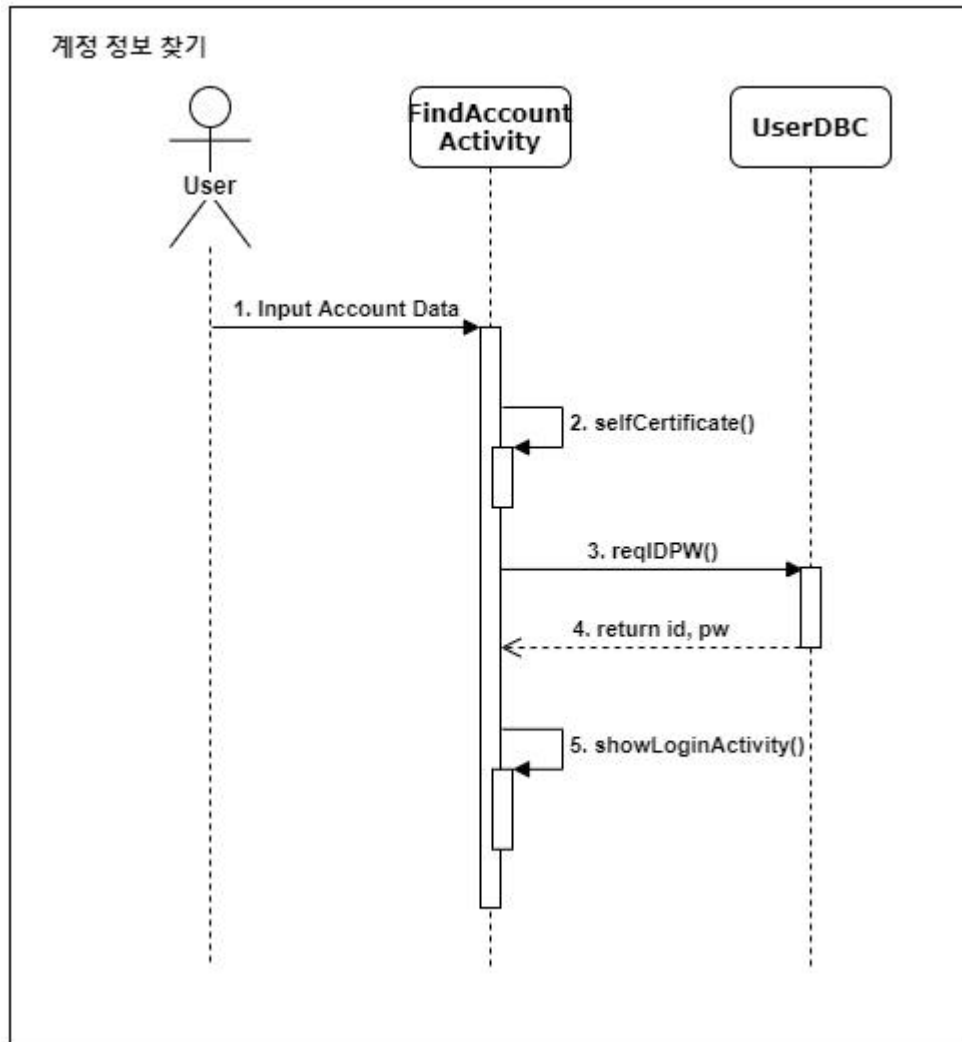 계정 정보 찾기
FindAccount
Activity
UserDBC
User
1. Input Account Data
2. selfCertificate()
3. reqIDPW()
4. return id, pw
5. showLoginActivity()